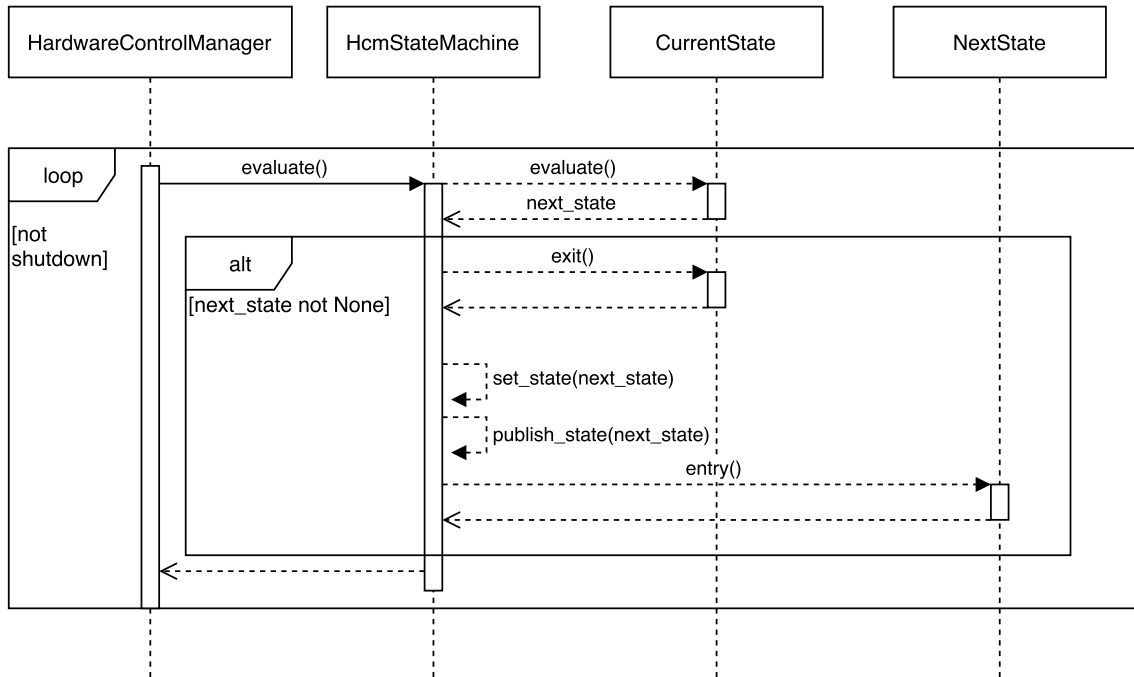 HardwareControlManager
HcmStateMachine
CurrentState
NextState
loop
evaluate()
evaluate()
next_state
[not
shutdown]
alt
exit()
[next_state not None]
set_state(next_state)
publish_state(next_state)
entry()